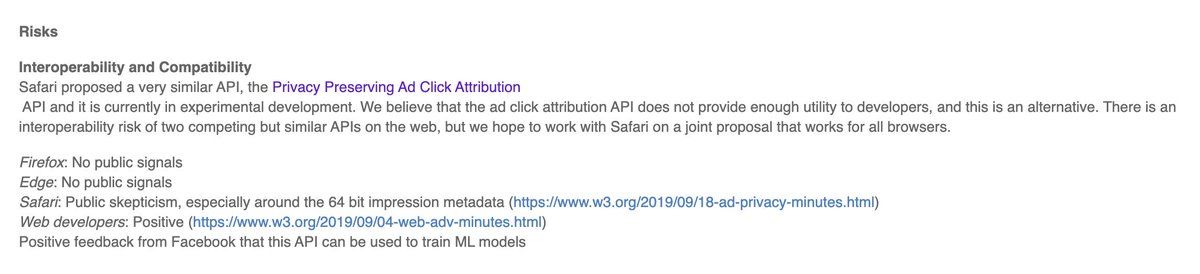 Risks
Interoperability and Compatibility
Safari proposed a very similar API, the Privacy Preserving Ad Click Attribution
API and it is currently in experimental development. We believe that the ad click attribution API does not provide enough utility to developers, and this is an alternative. There is an
interoperability risk of two competing but similar APIs on the web, but we hope to work with Safari on a joint proposal that works for all browsers.
Firefox: No public signals
Edge: No public signals
Safari: Public skepticism, especially around the 64 bit impression metadata (https://www.w3.org/2019/09/18-ad-privacy-minutes.html)
Web developers: Positive (https://www.w3.org/2019/09/04-web-adv-minutes.html)
Positive feedback from Facebook that this API can be used to train ML models